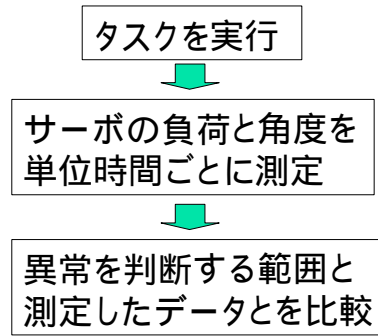 タスクを実行
サーボの負荷と角度を
単位時間ごとに測定
異常を判断する範囲と
測定したデータとを比較